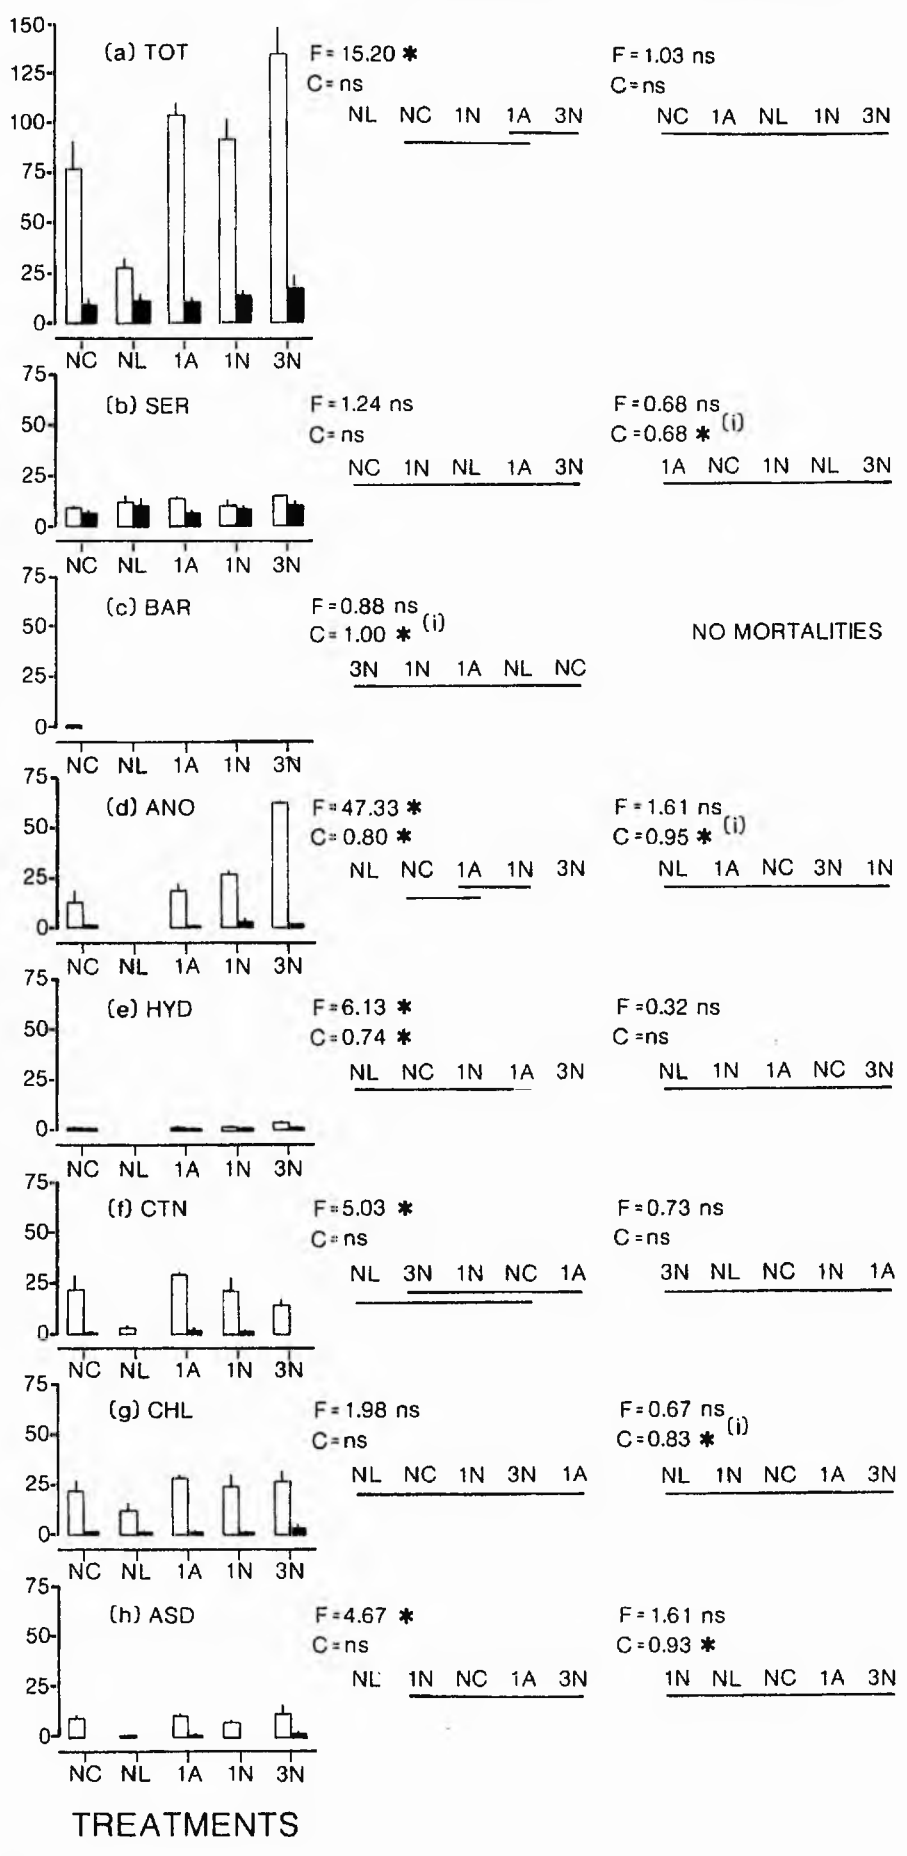 150
125
100
75
50
25
0
(a) TOT
F = 15.20 *
C = ns
NL NC 1N 1A 3N
F = 1.03 ns
C = ns
NC 1A NL 1N 3N
NC NL 1A 1N 3N
75
50
25
0
(b) SER
F = 1.24 ns
C = ns
NC 1N NL 1A 3N
F = 0.68 ns
C = 0.68 * (i)
1A NC 1N NL 3N
NC NL 1A 1N 3N
75
50
25
0
(c) BAR
F = 0.88 ns
C = 1.00 * (i)
3N 1N 1A NL NC
NO MORTALITIES
NC NL 1A 1N 3N
75
50
25
0
(d) ANO
F = 47.33 *
C = 0.80 *
NL NC 1A 1N 3N
F = 1.61 ns
C = 0.95 * (i)
NL 1A NC 3N 1N
NC NL 1A 1N 3N
75
50
25
0
(e) HYD
F = 6.13 *
C = 0.74 *
NL NC 1N 1A 3N
F = 0.32 ns
C = ns
NL 1N 1A NC 3N
NC NL 1A 1N 3N
75
50
25
0
(f) CTN
F = 5.03 *
C = ns
NL 3N 1N NC 1A
F = 0.73 ns
C = ns
3N NL NC 1N 1A
NC NL 1A 1N 3N
75
50
25
0
(g) CHL
F = 1.98 ns
C = ns
NL NC 1N 3N 1A
F = 0.67 ns
C = 0.83 * (i)
NL 1N NC 1A 3N
NC NL 1A 1N 3N
75
50
25
0
(h) ASD
F = 4.67 *
C = ns
NL 1N NC 1A 3N
F = 1.61 ns
C = 0.93 *
1N NL NC 1A 3N
NC NL 1A 1N 3N
TREATMENTS